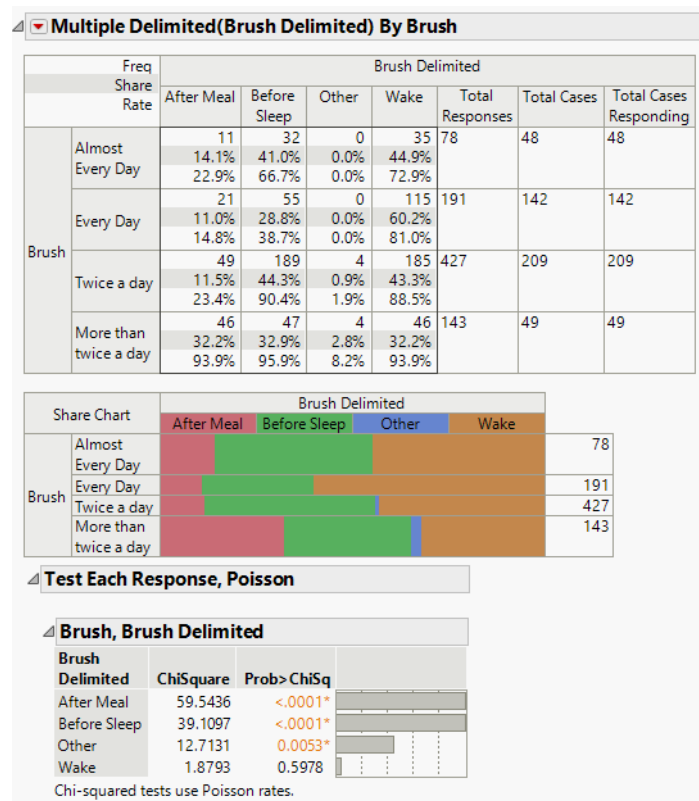 Multiple Delimited(Brush Delimited) By Brush
Freq
Share
Rate
Brush Delimited
After Meal Before Sleep Other Wake Total Responses Total Cases Total Cases Responding
Brush
Almost Every Day
11 32 0 35 78 48 48
14.1% 41.0% 0.0% 44.9%
22.9% 66.7% 0.0% 72.9%
Every Day
21 55 0 115 191 142 142
11.0% 28.8% 0.0% 60.2%
14.8% 38.7% 0.0% 81.0%
Twice a day
49 189 4 185 427 209 209
11.5% 44.3% 0.9% 43.3%
23.4% 90.4% 1.9% 88.5%
More than twice a day
46 47 4 46 143 49 49
32.2% 32.9% 2.8% 32.2%
93.9% 95.9% 8.2% 93.9%
Share Chart
Brush Delimited
After Meal Before Sleep Other Wake
Brush
Almost Every Day 78
Every Day 191
Twice a day 427
More than twice a day 143
Test Each Response, Poisson
Brush, Brush Delimited
Brush
Delimited ChiSquare Prob>ChiSq
After Meal 59.5436 <.0001*
Before Sleep 39.1097 <.0001*
Other 12.7131 0.0053*
Wake 1.8793 0.5978
Chi-squared tests use Poisson rates.